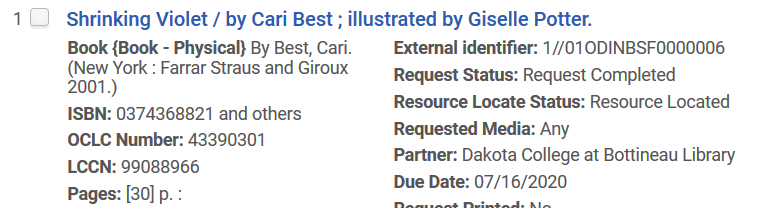 1 Shrinking Violet / by Cari Best ; illustrated by Giselle Potter.
Book {Book - Physical} By Best, Cari.
(New York : Farrar Straus and Giroux
2001.)
ISBN: 0374368821 and others
OCLC Number: 43390301
LCCN: 99088966
Pages: [30] p. :
External identifier: 1//01ODINBSF0000006
Request Status: Request Completed
Resource Locate Status: Resource Located
Requested Media: Any
Partner: Dakota College at Bottineau Library
Due Date: 07/16/2020
Request Printed: No